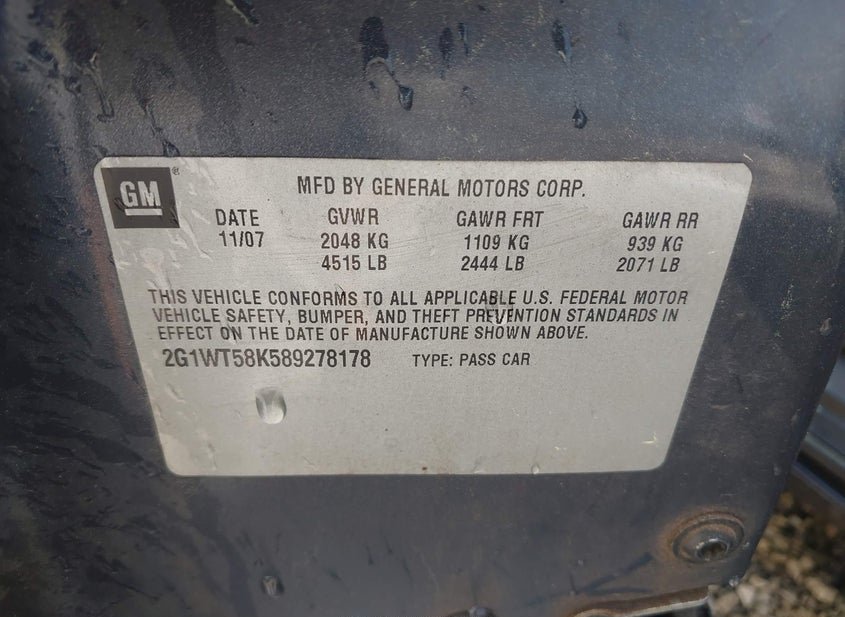 GM ®
MFD BY GENERAL MOTORS CORP.
DATE GVWR GAWR FRT GAWR RR
11/07 2048 KG 1109 KG 939 KG
4515 LB 2444 LB 2071 LB
THIS VEHICLE CONFORMS TO ALL APPLICABLE U.S. FEDERAL MOTOR
VEHICLE SAFETY, BUMPER, AND THEFT PREVENTION STANDARDS IN
EFFECT ON THE DATE OF MANUFACTURE SHOWN ABOVE.
2G1WT58K589278178 TYPE: PASS CAR